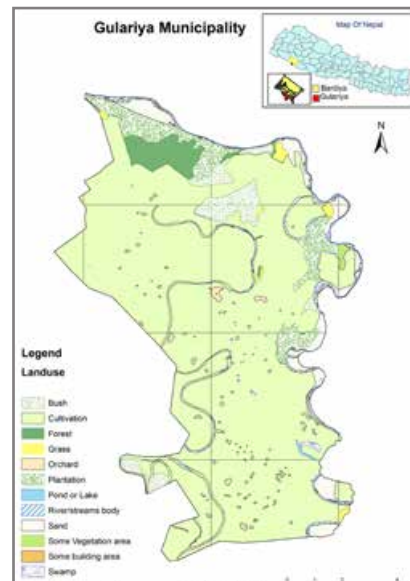 Gulariya Municipality
Map Of Nepal
Bardiya
Gulariya
N
Legend
Landuse
Bush
Cultivation
Forest
Grass
Orchard
Plantation
Pond or Lake
River/streams body
Sand
Some Vegetation area
Some building area
Swamp